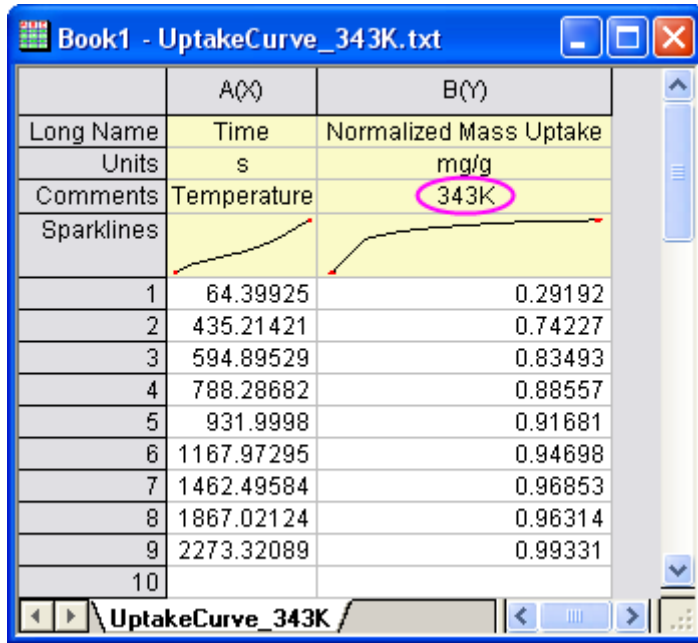 Book1 - UptakeCurve_343K.txt
A(X) B(Y)
Long Name Time Normalized Mass Uptake
Units s mg/g
Comments Temperature 343K
Sparklines
1 64.39925 0.29192
2 435.21421 0.74227
3 594.89529 0.83493
4 788.28682 0.88557
5 931.9998 0.91681
6 1167.97295 0.94698
7 1462.49584 0.96853
8 1867.02124 0.96314
9 2273.32089 0.99331
10
UptakeCurve_343K